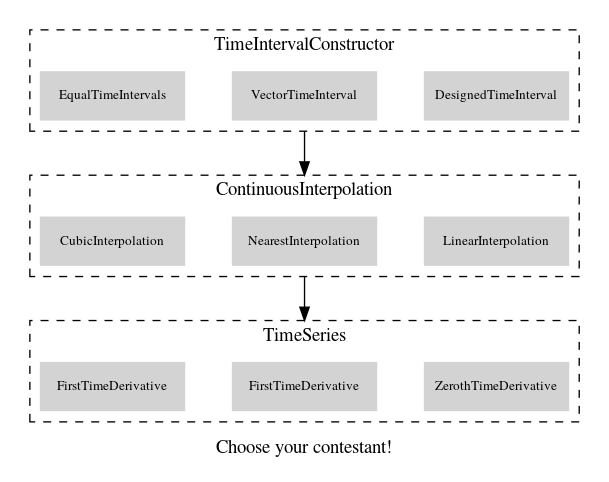 TimeIntervalConstructor
EqualTimeIntervals VectorTimeInterval DesignedTimeInterval
ContinuousInterpolation
CubicInterpolation NearestInterpolation LinearInterpolation
TimeSeries
FirstTimeDerivative FirstTimeDerivative ZerothTimeDerivative
Choose your contestant!